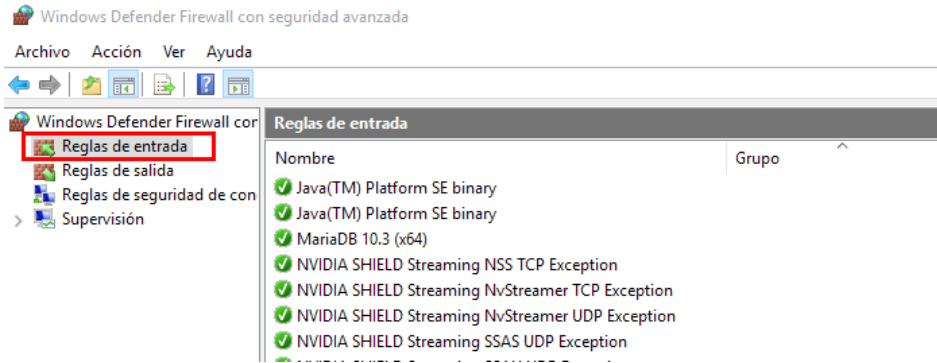 Windows Defender Firewall con seguridad avanzada
Archivo Acción Ver Ayuda
Windows Defender Firewall con
Reglas de entrada
Reglas de salida
Reglas de seguridad de con
Supervisión
Reglas de entrada
Nombre Grupo
Java(TM) Platform SE binary
Java(TM) Platform SE binary
MariaDB 10.3 (x64)
NVIDIA SHIELD Streaming NSS TCP Exception
NVIDIA SHIELD Streaming NvStreamer TCP Exception
NVIDIA SHIELD Streaming NvStreamer UDP Exception
NVIDIA SHIELD Streaming SSAS UDP Exception